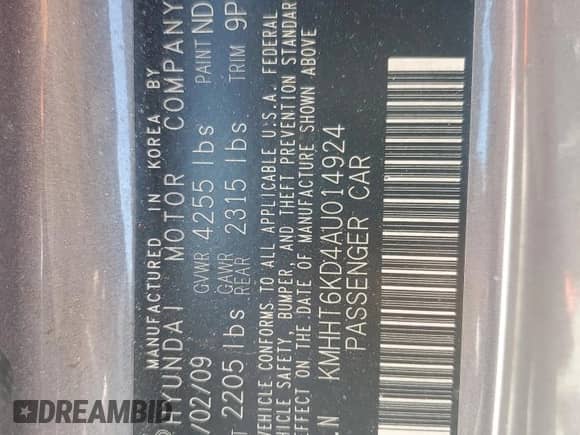 MANUFACTURED IN KOREA BY
HYUNDAI MOTOR COMPANY
/02/09 GVWR 4255 lbs PAINT ND
2205 lbs GAWR REAR 2315 lbs TRIM 9P
VEHICLE CONFORMS TO ALL APPLICABLE U.S.A. FEDERAL
SAFETY, BUMPER, AND THEFT PREVENTION STANDAR
EFFECT ON THE DATE OF MANUFACTURE SHOWN ABOVE
KMHHT6KD4AU014924
PASSENGER CAR
DREAMBID